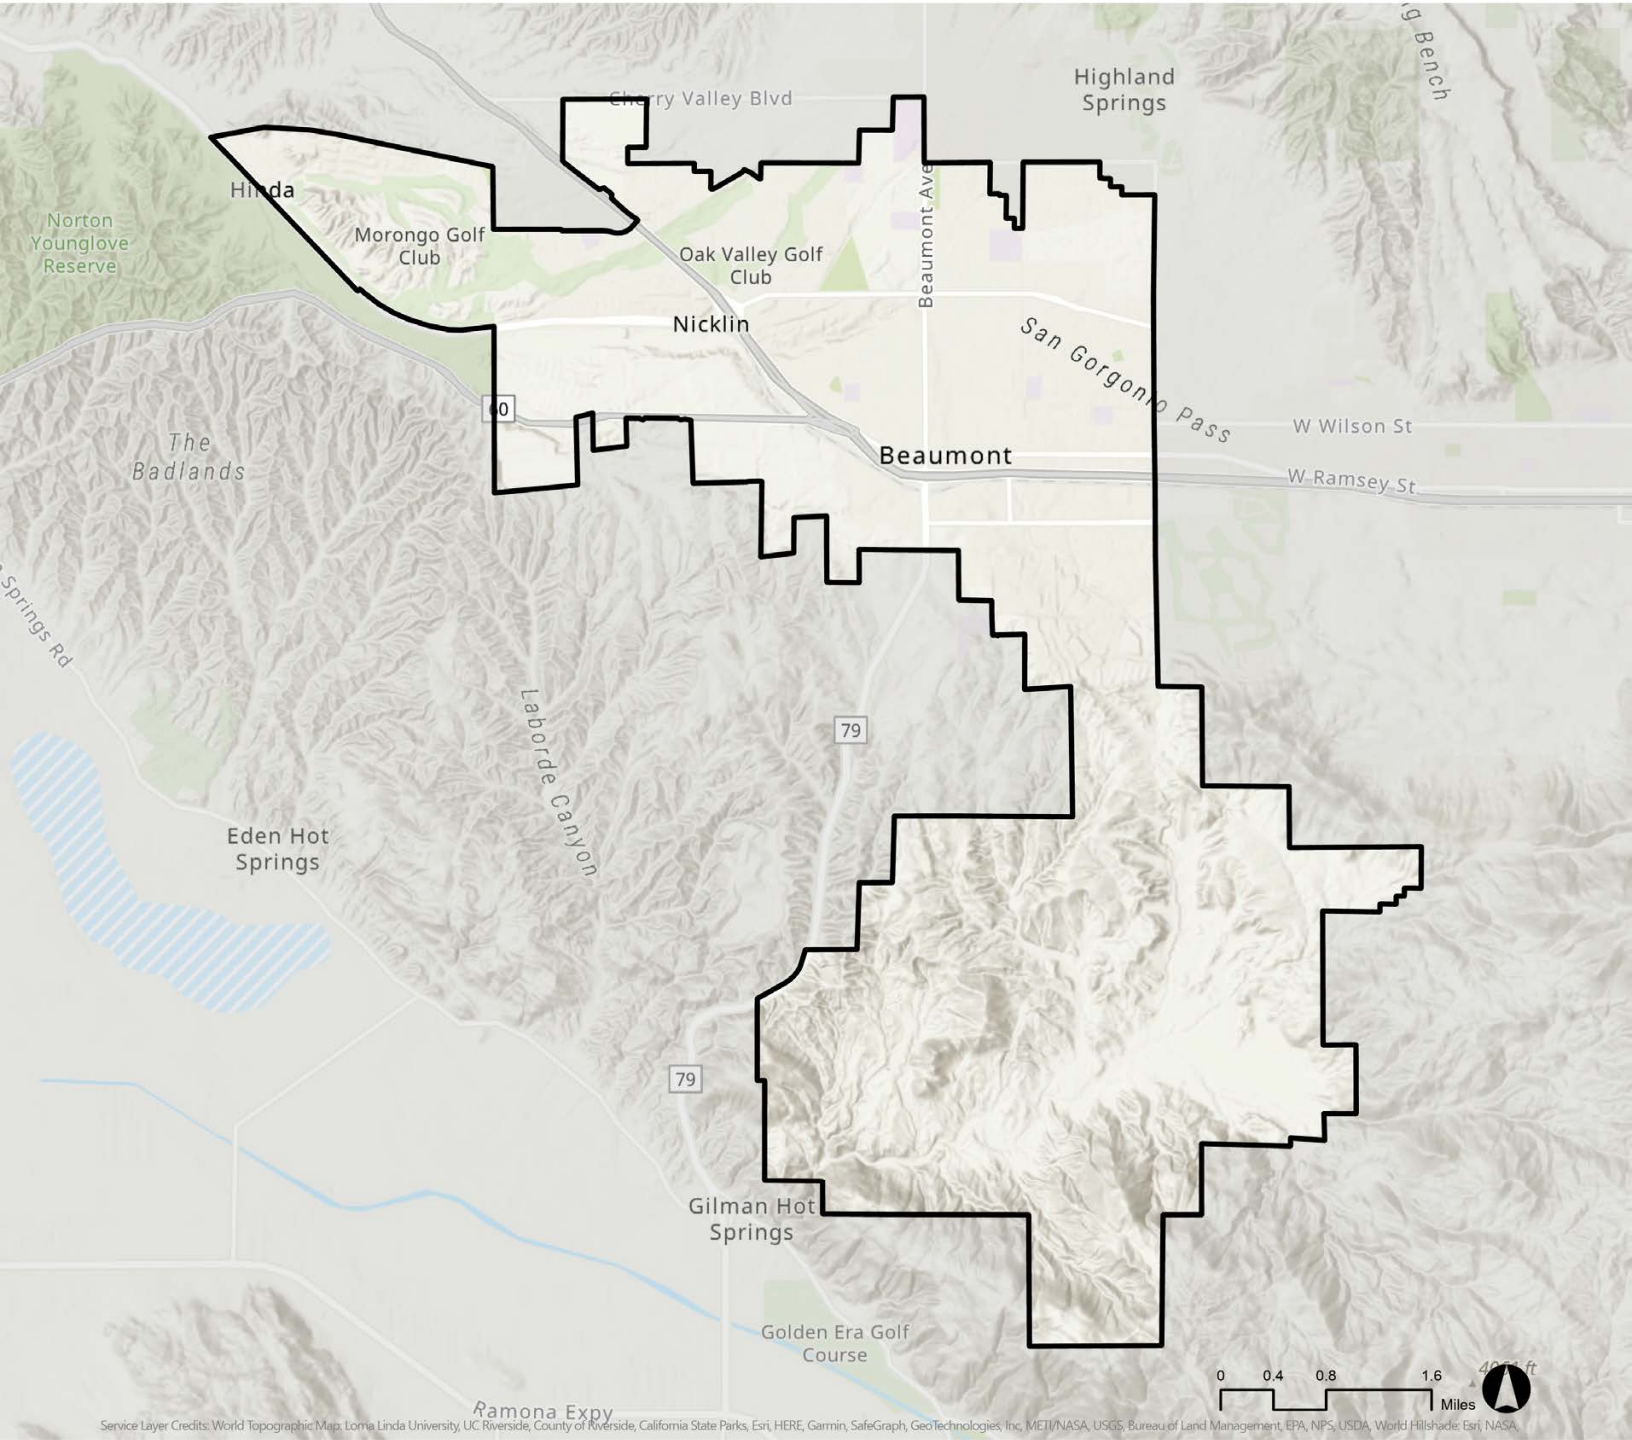 g Bench
Highland
Springs
Cherry Valley Blvd
Hinda
Norton
Younglove
Reserve
Morongo Golf
Club
Oak Valley Golf
Club
Beaumont Ave
Nicklin
San Gorgonio Pass
60
The
Badlands
Beaumont
W Wilson St
W Ramsey St
Springs Rd
Laborde Canyon
79
Eden Hot
Springs
79
Gilman Hot
Springs
Golden Era Golf
Course
Ramona Expy
0 0.4 0.8 1.6
Miles
ft
Service Layer Credits: World Topographic Map: Loma Linda University, UC Riverside, County of Riverside, California State Parks, Esri, HERE, Garmin, SafeGraph, GeoTechnologies, Inc, METI/NASA, USGS, Bureau of Land Management, EPA, NPS, USDA, World Hillshade: Esri, NASA,